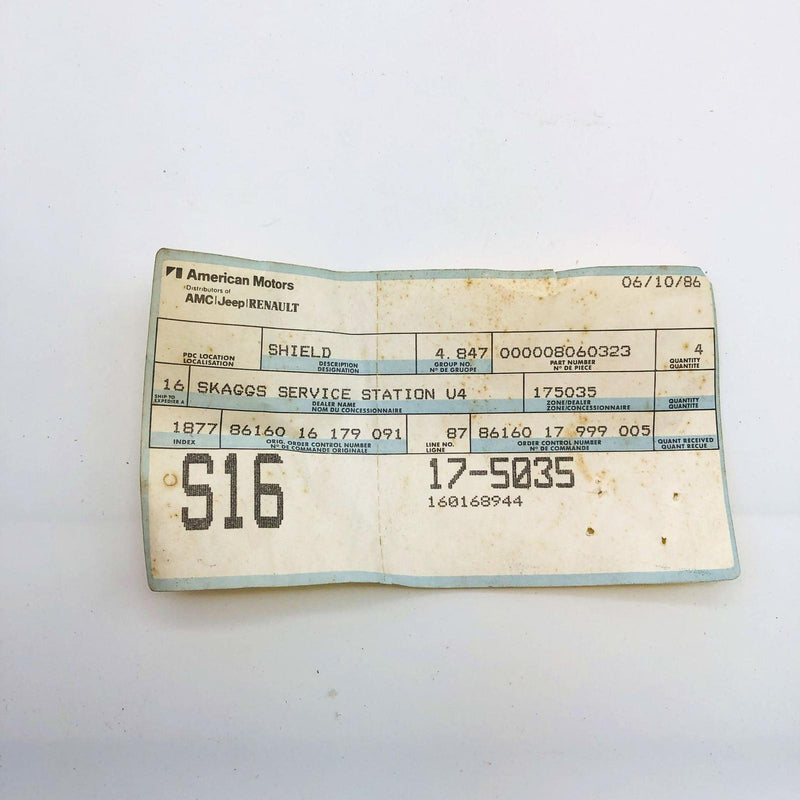 American Motors
06/10/86
Distributors of
AMC|Jeep|RENAULT
SHIELD 4.847 000008060323 4
PDC LOCATION DESCRIPTION GROUP NO. PART NUMBER QUANTITY
LOCALISATION DESIGNATION Nº DE GRUOPE Nº DE PIECE QUANTITE
16 SKAGGS SERVICE STATION U4 175035
SHIP TO DEALER NAME ZONE/DEALER QUANTITY
EXPEDIER A NOM DU CONCESSIONNAIRE ZONE/CONCESSIONNAIRE QUANTITE
1877 86160 16 179 091 87 86160 17 999 005
INDEX ORIG. ORDER CONTROL NUMBER LINE NO. ORDER CONTROL NUMBER QUANT RECEIVED
Nº DE COMMANDE ORIGINALE LIGNE Nº DE COMMANDE QUANT RECUE
S16 17-5035
160168944